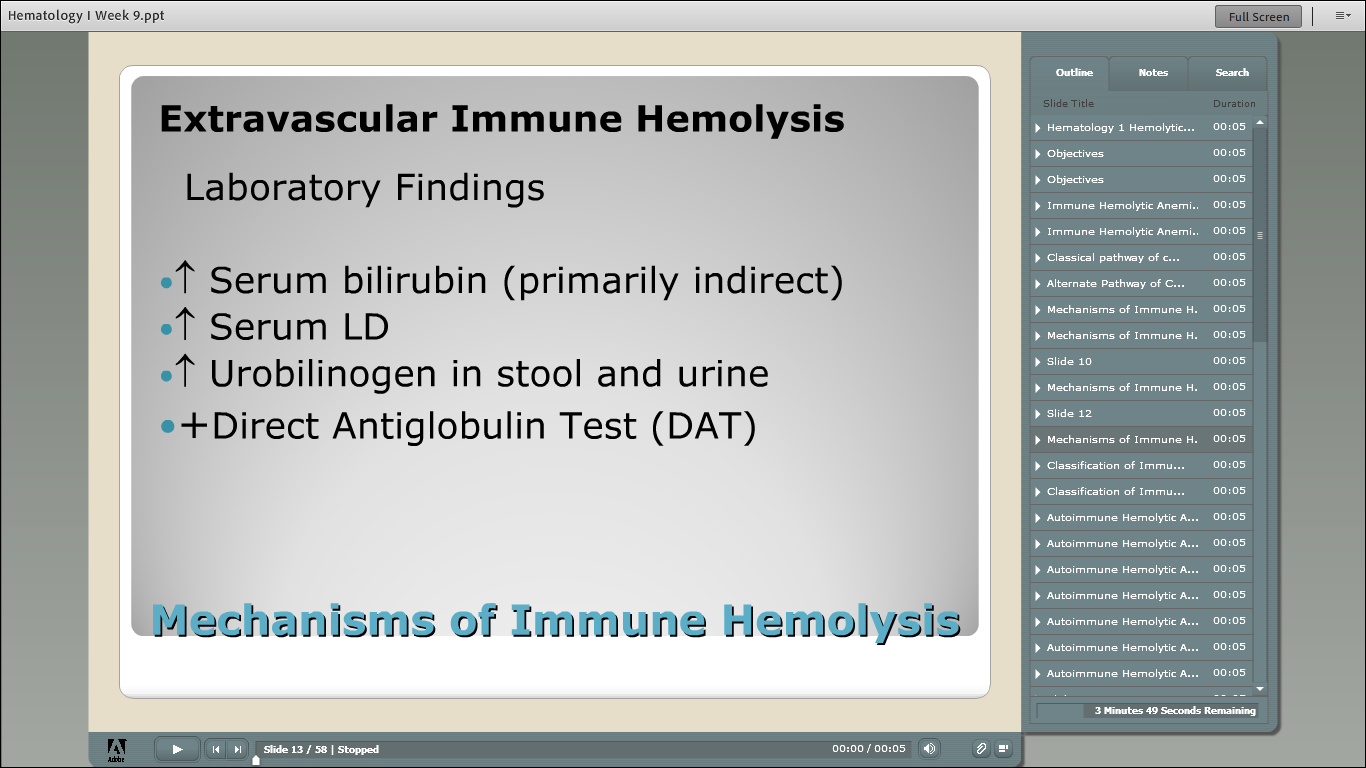 Hematology I Week 9.ppt
Full Screen
Extravascular Immune Hemolysis
Laboratory Findings
•↑ Serum bilirubin (primarily indirect)
•↑ Serum LD
•↑ Urobilinogen in stool and urine
•+Direct Antiglobulin Test (DAT)
Mechanisms of Immune Hemolysis
Outline Notes Search
Slide Title Duration
Hematology 1 Hemolytic... 00:05
Objectives 00:05
Objectives 00:05
Immune Hemolytic Anemi.. 00:05
Immune Hemolytic Anemi.. 00:05
Classical pathway of c... 00:05
Alternate Pathway of C... 00:05
Mechanisms of Immune H. 00:05
Mechanisms of Immune H. 00:05
Slide 10 00:05
Mechanisms of Immune H. 00:05
Slide 12 00:05
Mechanisms of Immune H. 00:05
Classification of Immu... 00:05
Classification of Immu... 00:05
Autoimmune Hemolytic A... 00:05
Autoimmune Hemolytic A... 00:05
Autoimmune Hemolytic A... 00:05
Autoimmune Hemolytic A... 00:05
Autoimmune Hemolytic A... 00:05
Autoimmune Hemolytic A... 00:05
Autoimmune Hemolytic A... 00:05
3 Minutes 49 Seconds Remaining
Adobe
Slide 13 / 58 | Stopped
00:00 / 00:05